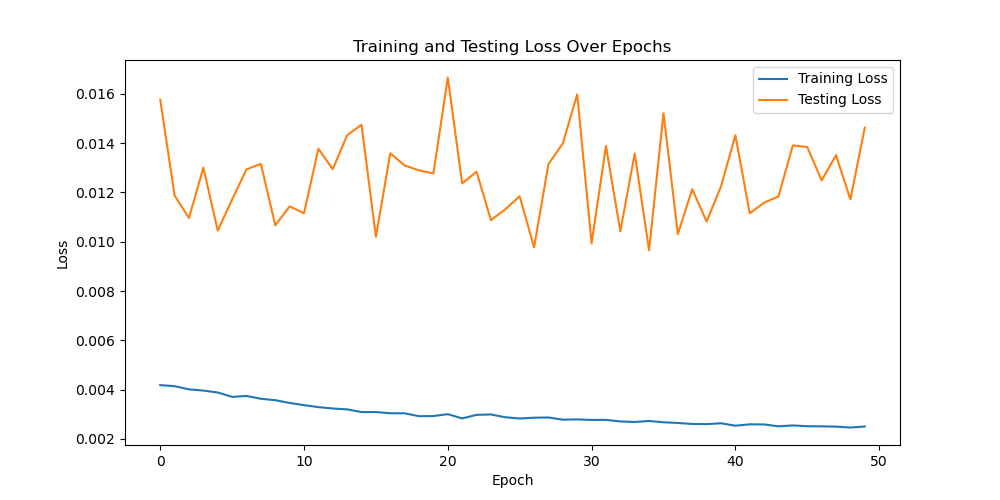 Training and Testing Loss Over Epochs
Training Loss
Testing Loss
0.016
0.014
0.012
0.010
0.008
0.006
0.004
0.002
Loss
0 10 20 30 40 50
Epoch